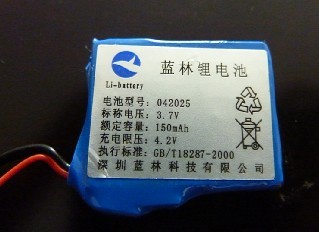 蓝林锂电池
Li-battery
电池型号: 042025
标称电压: 3.7V
额定容量: 150mAh
充电限压: 4.2V
执行标准: GB/T18287-2000
深圳蓝林科技有限公司